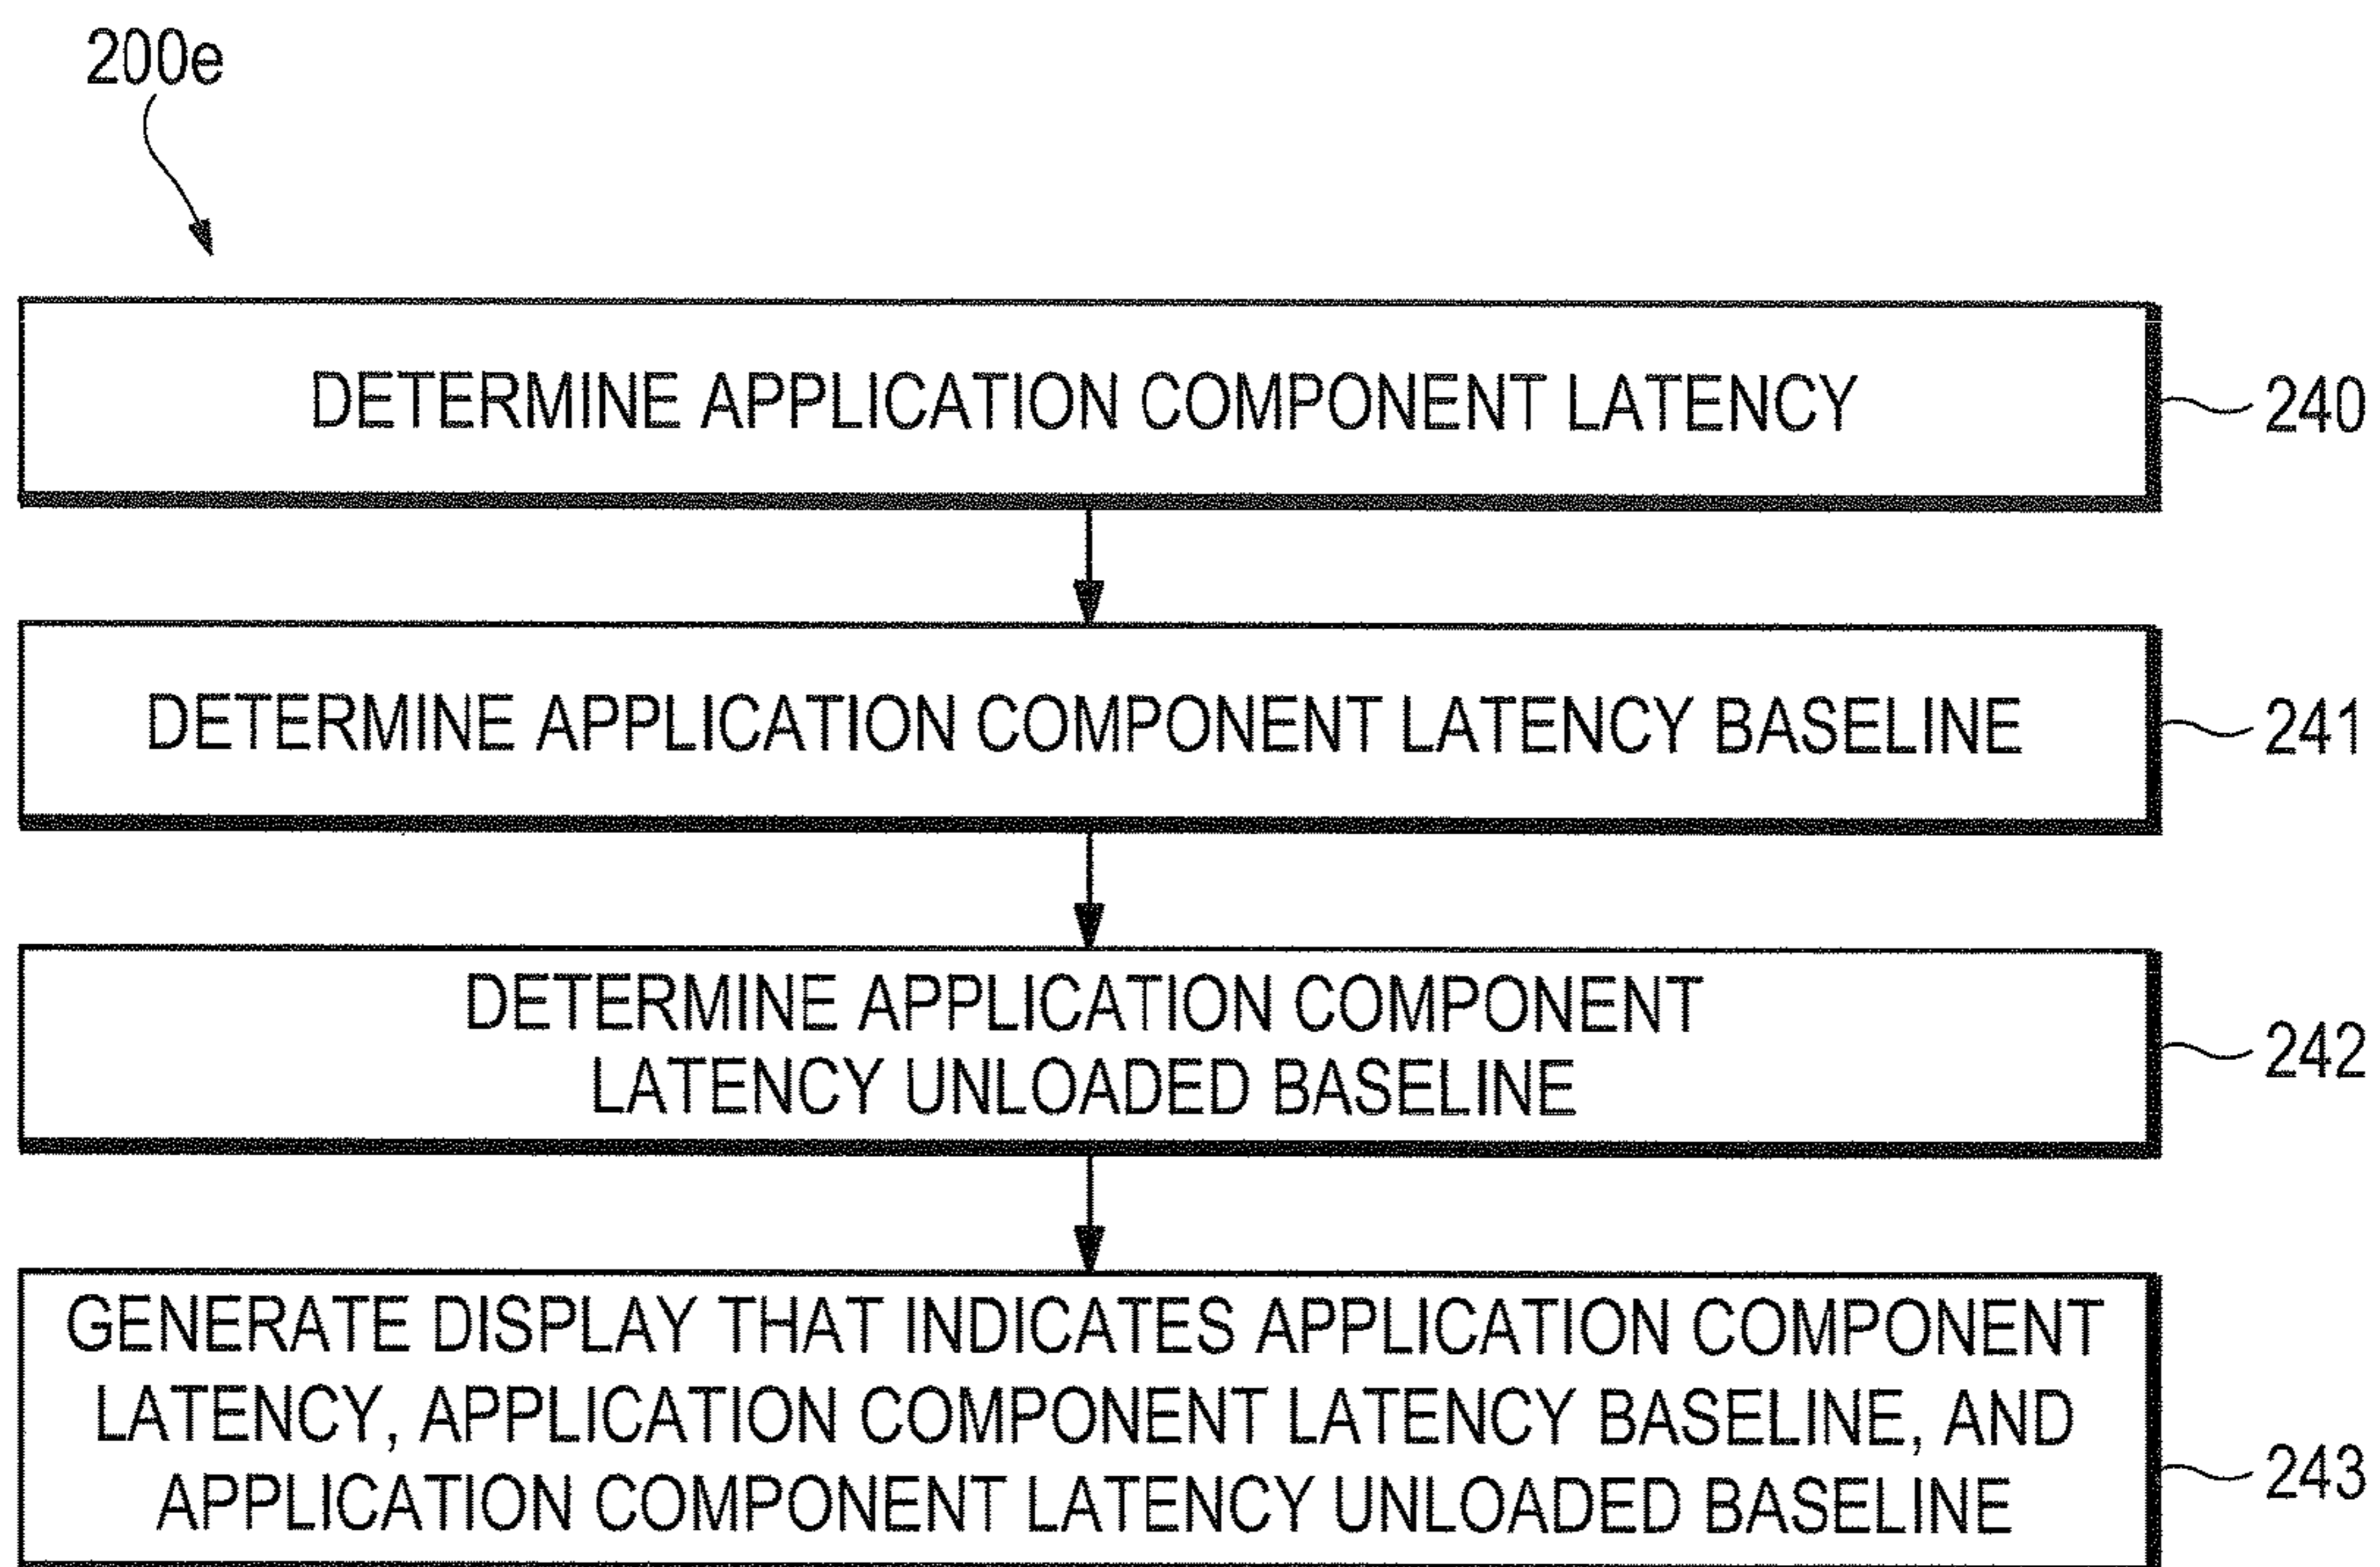 200e
DETERMINE APPLICATION COMPONENT LATENCY
240
DETERMINE APPLICATION COMPONENT LATENCY BASELINE
241
DETERMINE APPLICATION COMPONENT
LATENCY UNLOADED BASELINE
242
GENERATE DISPLAY THAT INDICATES APPLICATION COMPONENT
LATENCY, APPLICATION COMPONENT LATENCY BASELINE, AND
APPLICATION COMPONENT LATENCY UNLOADED BASELINE
243